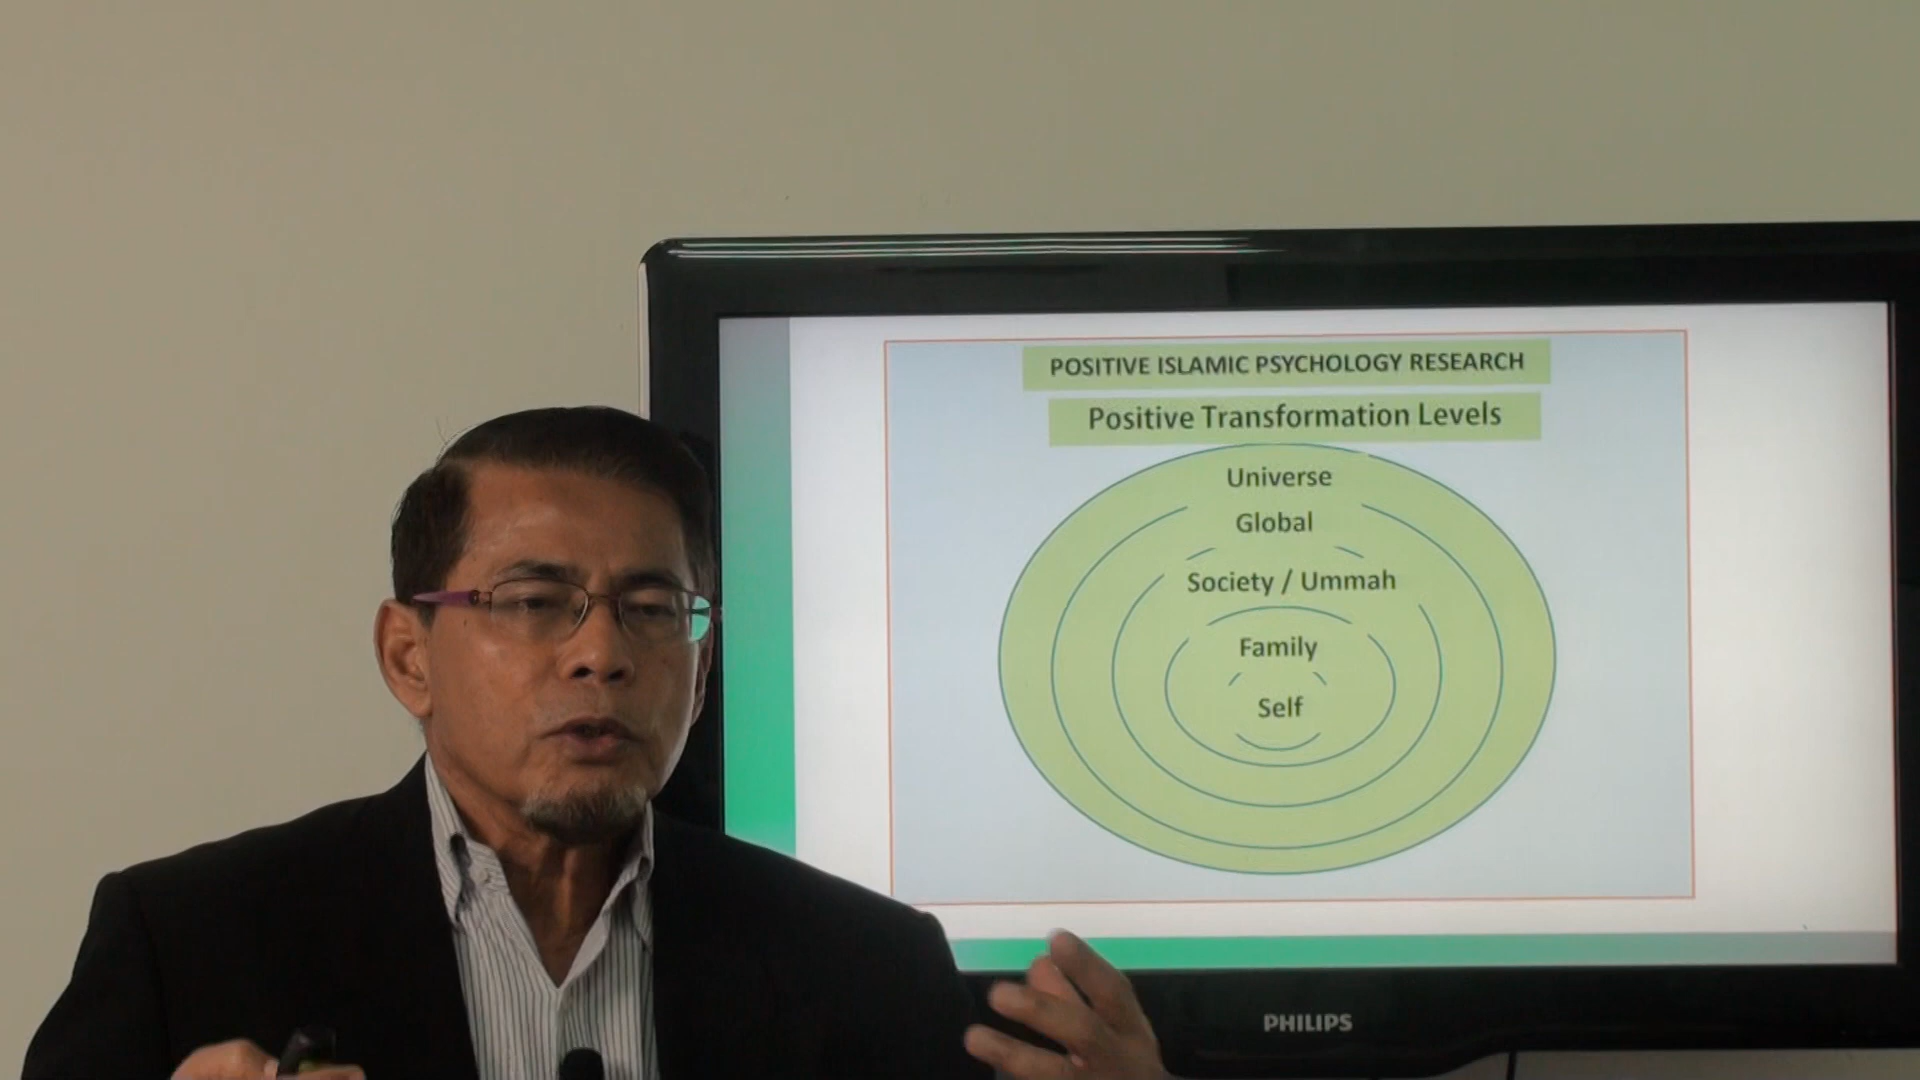 POSITIVE ISLAMIC PSYCHOLOGY RESEARCH
Positive Transformation Levels
Universe
Global
Society / Ummah
Family
Self
PHILIPS